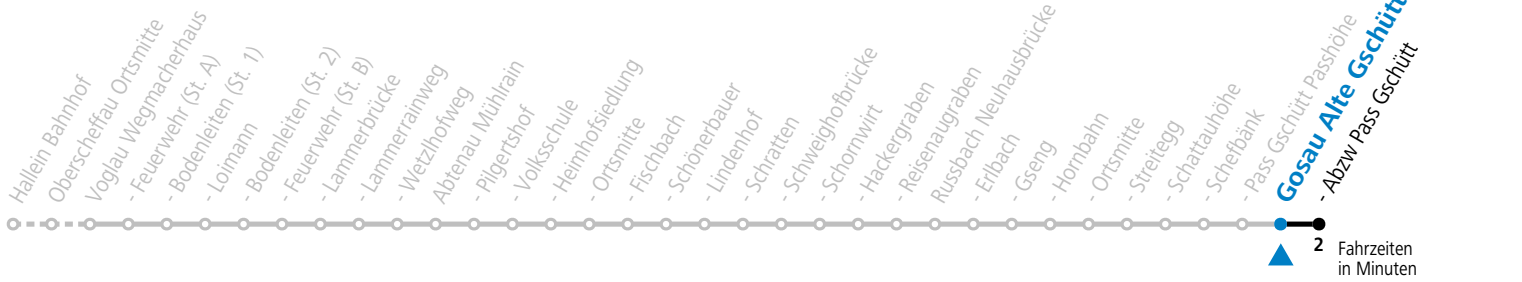 Hallein Bahnhof
Oberscheffau Ortsmitte
Voglau Wegmacherhaus
- Feuerwehr (St. A)
- Bodenleiten (St. 1)
- Loimann
- Bodenleiten (St. 2)
- Feuerwehr (St. B)
- Lammerbrücke
- Lammerrainweg
- Wetzlhofweg
Abtenau Mühlrain
- Pilgertshof
- Volksschule
- Heimhofsiedlung
- Ortsmitte
- Fischbach
- Schönerbauer
- Lindenhof
- Schratten
- Schweighofbrücke
- Schornwirt
- Hackergraben
- Reisenaugraben
Russbach Neuhausbrücke
- Erlbach
- Gseng
- Hornbahn
- Ortsmitte
- Streitegg
- Schattauhöhe
- Schefbänk
- Pass Gschütt Passhöhe
Gosau Alte Gschütt
- Abzw Pass Gschütt
2 Fahrzeiten
in Minuten